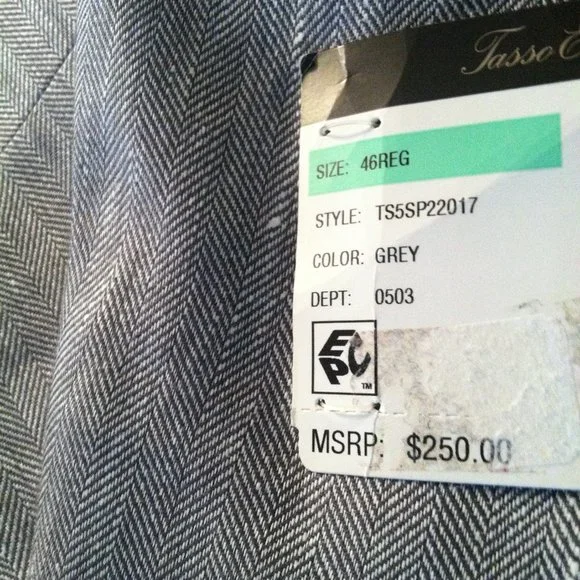 Tasso
SIZE: 46REG
STYLE: TS5SP22017
COLOR: GREY
DEPT: 0503
EPC
TM
MSRP: $250.00